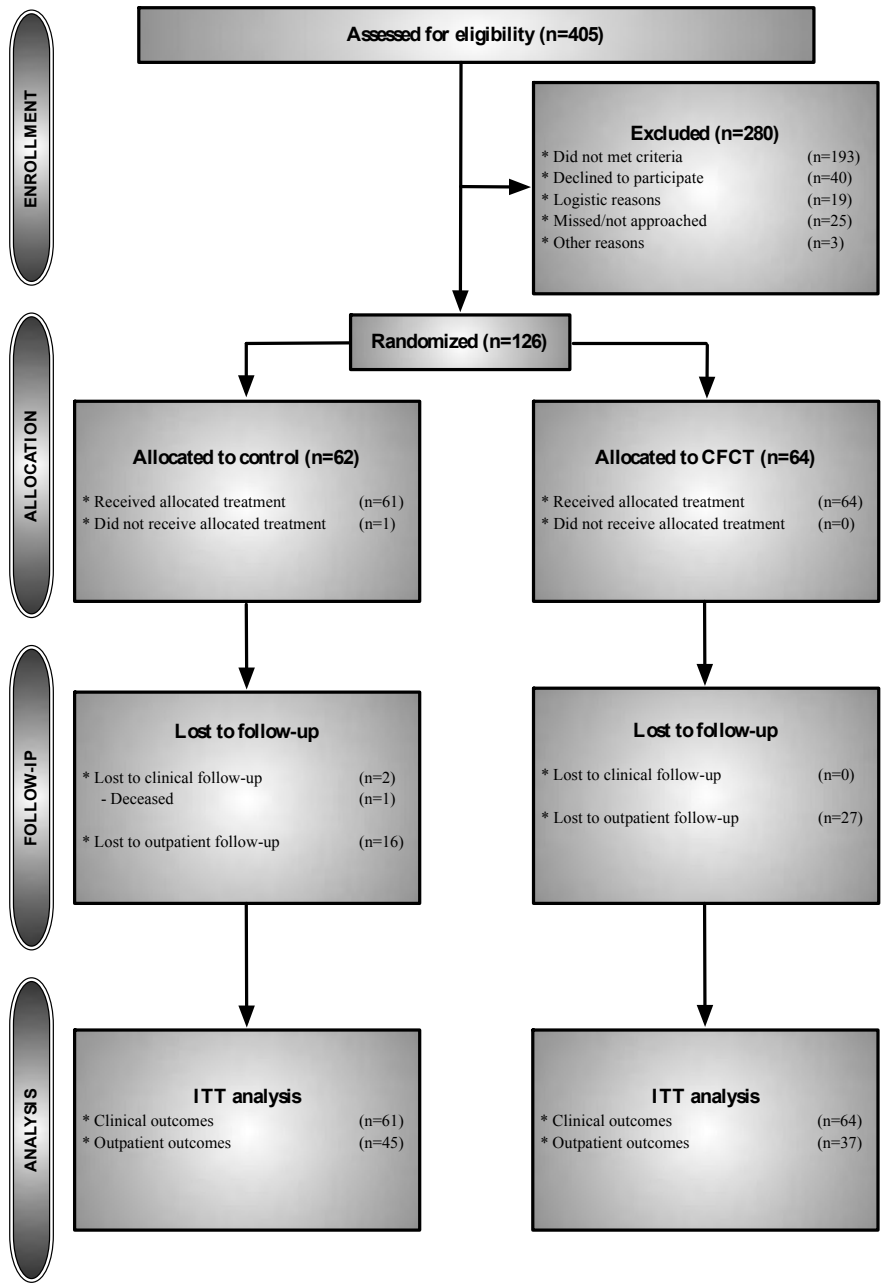 ENROLLMENT
Assessed for eligibility (n=405)
Excluded (n=280)
* Did not met criteria (n=193)
* Declined to participate (n=40)
* Logistic reasons (n=19)
* Missed/not approached (n=25)
* Other reasons (n=3)
ALLOCATION
Randomized (n=126)
Allocated to control (n=62)
* Received allocated treatment (n=61)
* Did not receive allocated treatment (n=1)
Allocated to CFCT (n=64)
* Received allocated treatment (n=64)
* Did not receive allocated treatment (n=0)
FOLLOW-IP
Lost to follow-up
* Lost to clinical follow-up (n=2)
- Deceased (n=1)
* Lost to outpatient follow-up (n=16)
Lost to follow-up
* Lost to clinical follow-up (n=0)
* Lost to outpatient follow-up (n=27)
ANALYSIS
ITT analysis
* Clinical outcomes (n=61)
* Outpatient outcomes (n=45)
ITT analysis
* Clinical outcomes (n=64)
* Outpatient outcomes (n=37)